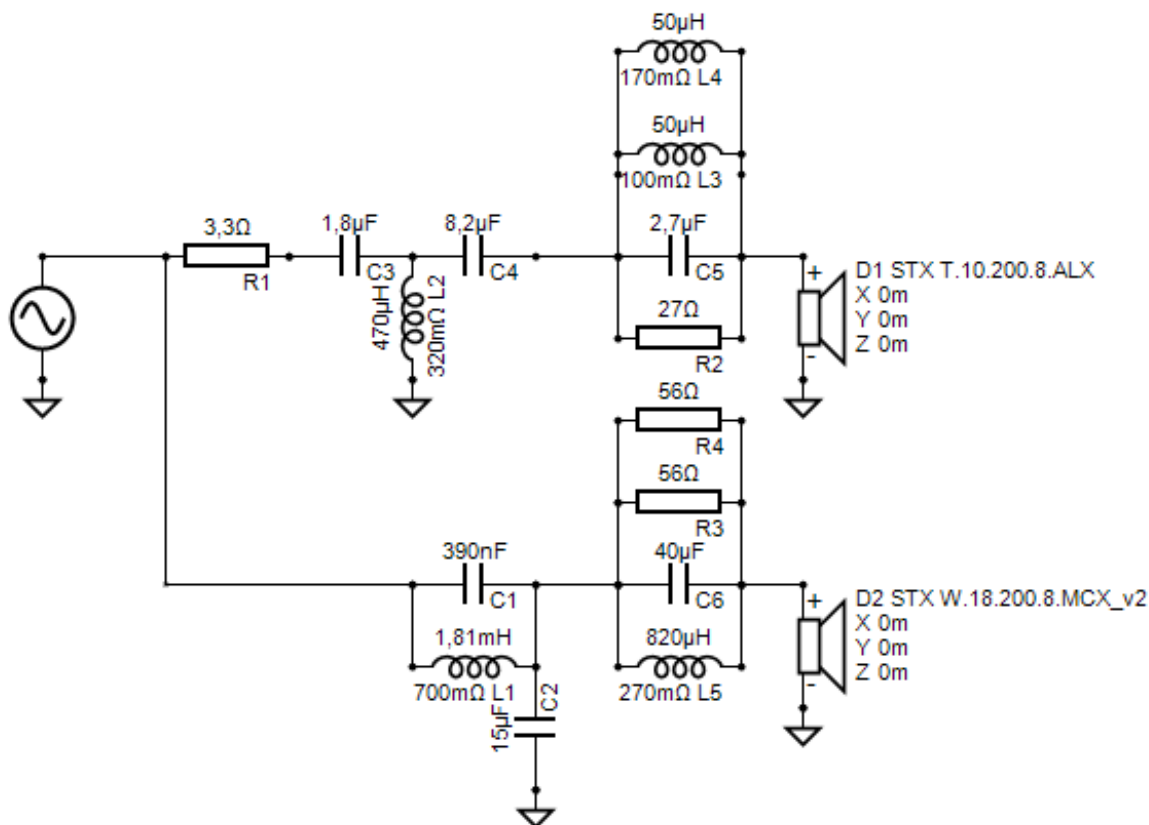 50µH
170mΩ L4
50µH
100mΩ L3
3,3Ω
R1
1,8µF
C3
8,2µF
C4
2,7µF
C5
470µH
320mΩ L2
27Ω
R2
+
-
D1 STX T.10.200.8.ALX
X 0m
Y 0m
Z 0m
56Ω
R4
56Ω
R3
390nF
C1
40µF
C6
1,81mH
700mΩ L1
15µF
C2
820µH
270mΩ L5
+
-
D2 STX W.18.200.8.MCX_v2
X 0m
Y 0m
Z 0m